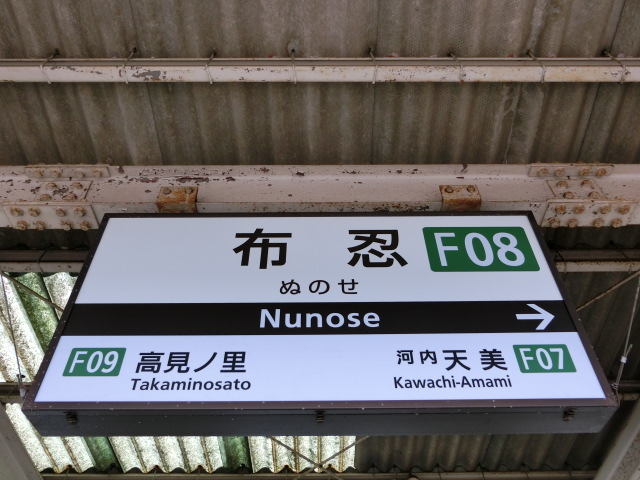 布忍 F08
ぬのせ
Nunose
F09 高見ノ里 河内天美 F07
Takaminosato Kawachi-Amami